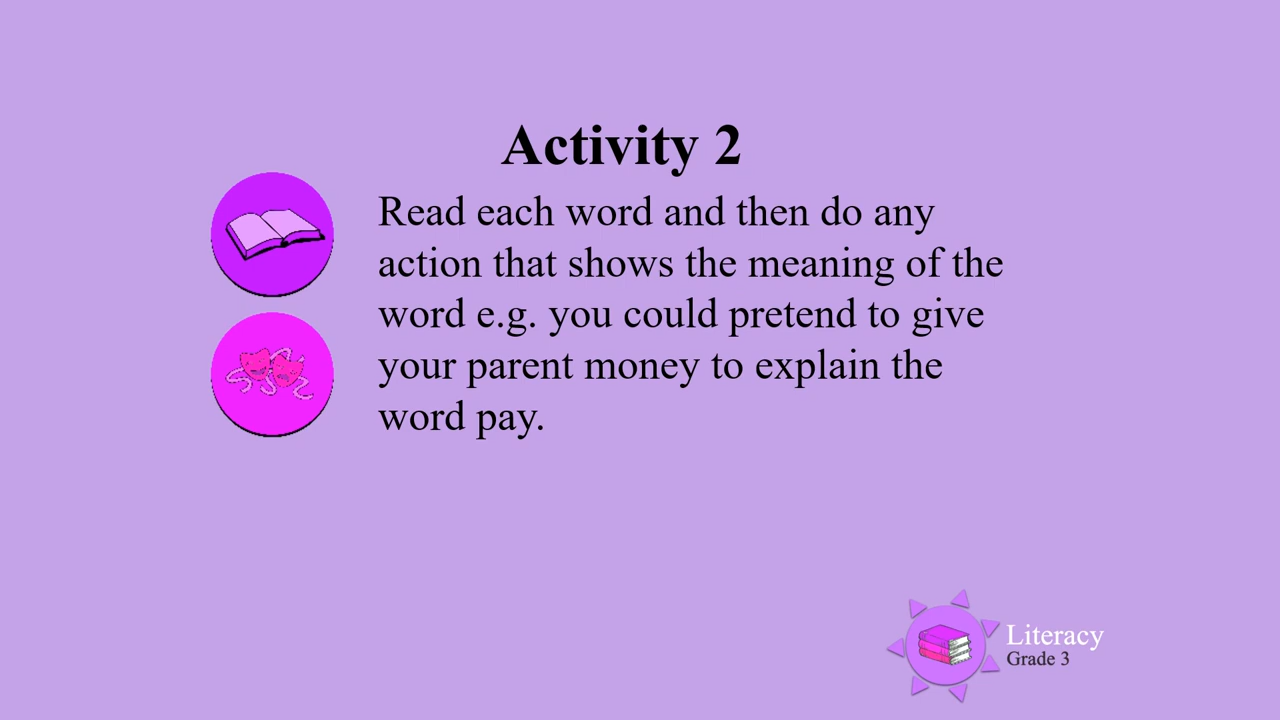 Activity 2
Read each word and then do any
action that shows the meaning of the
word e.g. you could pretend to give
your parent money to explain the
word pay.
Literacy
Grade 3